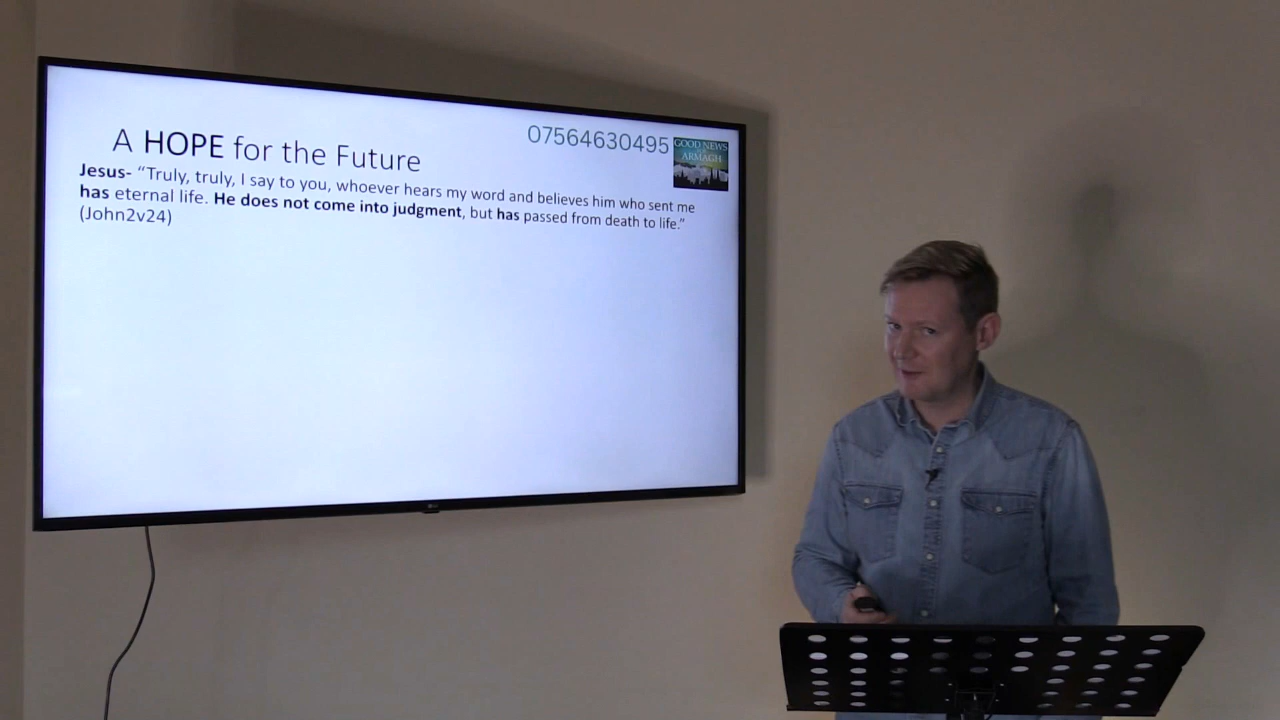 A HOPE for the Future
07564630495
GOOD NEWS
ARMAGH
Jesus- “Truly, truly, I say to you, whoever hears my word and believes him who sent me
has eternal life. He does not come into judgment, but has passed from death to life.”
(John2v24)